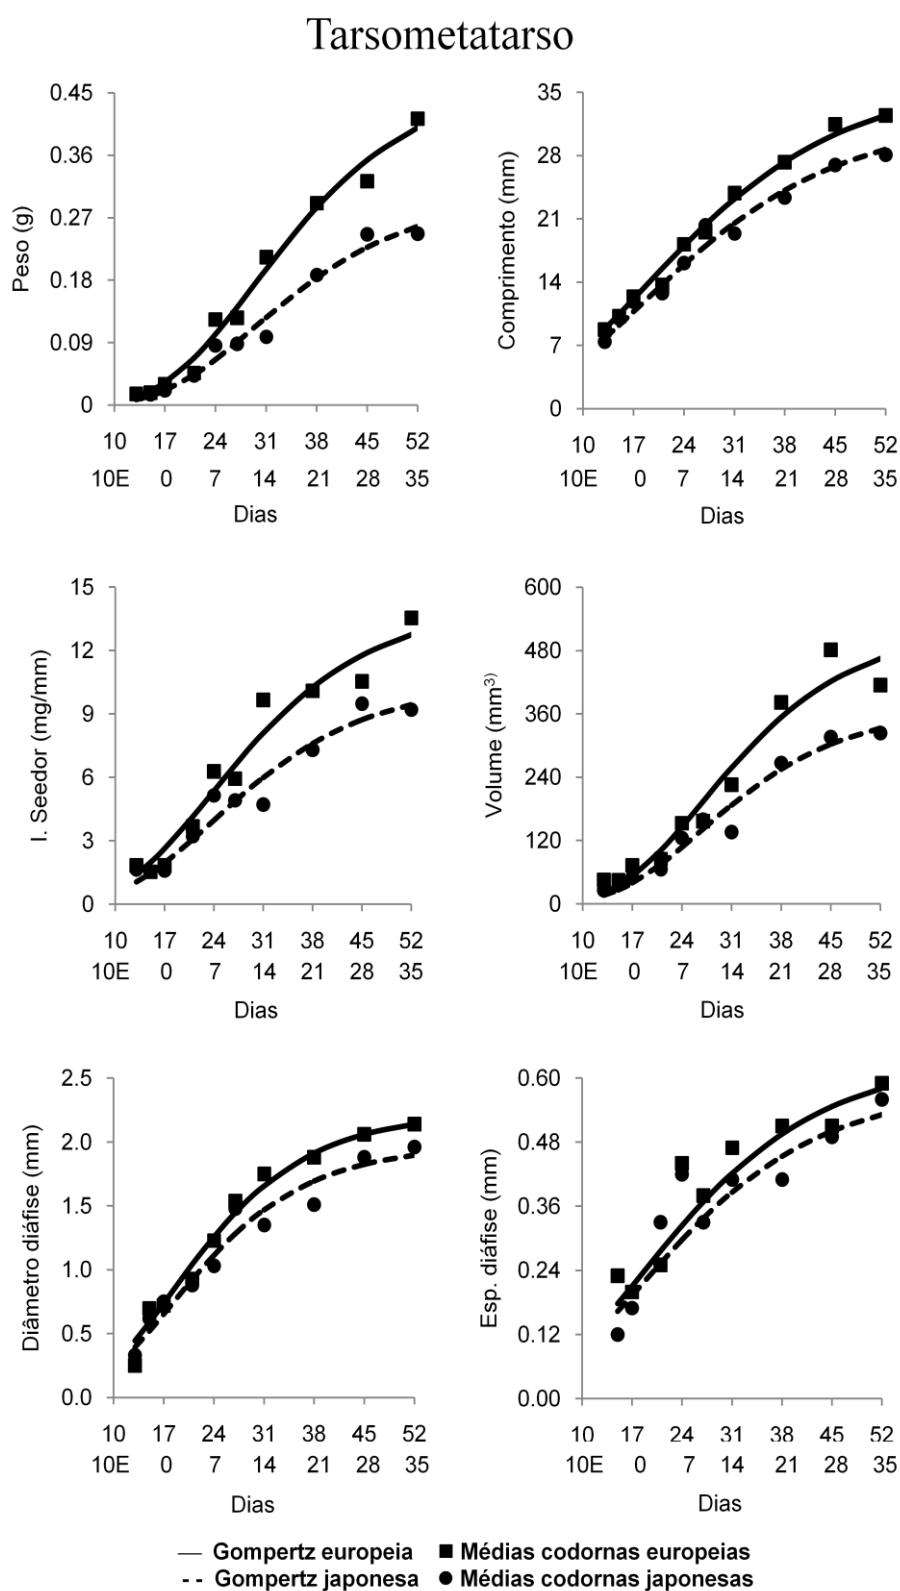 Tarsometatarso
Peso (g)
0.45
0.36
0.27
0.18
0.09
0
10 17 24 31 38 45 52
10E 0 7 14 21 28 35
Dias
Comprimento (mm)
35
28
21
14
7
0
10 17 24 31 38 45 52
10E 0 7 14 21 28 35
Dias
I. Seedor (mg/mm)
15
12
9
6
3
0
10 17 24 31 38 45 52
10E 0 7 14 21 28 35
Dias
Volume (mm³⁾
600
480
360
240
120
0
10 17 24 31 38 45 52
10E 0 7 14 21 28 35
Dias
Diâmetro diáfise (mm)
2.5
2.0
1.5
1.0
0.5
0.0
10 17 24 31 38 45 52
10E 0 7 14 21 28 35
Dias
Esp. diáfise (mm)
0.60
0.48
0.36
0.24
0.12
0.00
10 17 24 31 38 45 52
10E 0 7 14 21 28 35
Dias
Gompertz europeia Médias codornas europeias
Gompertz japonesa Médias codornas japonesas